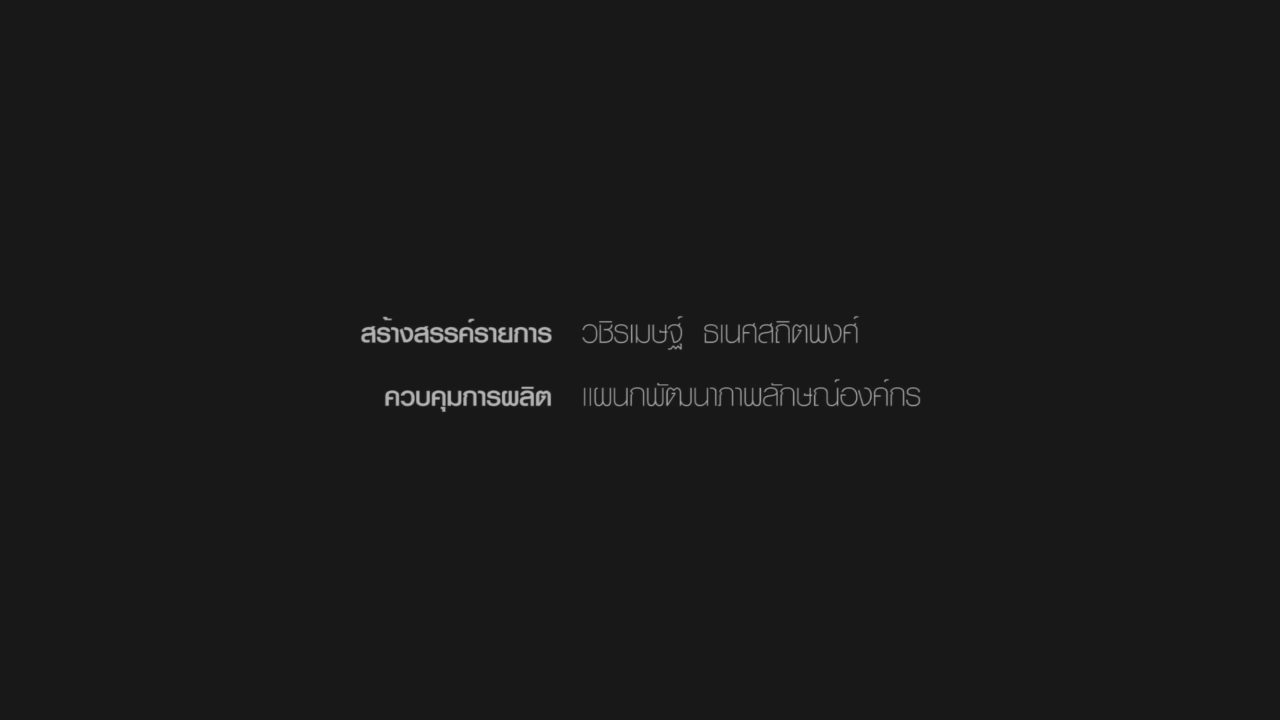 สร้างสรรค์รายการ วชิรเมษฐ์ ธเนศสถิตพงศ์
ควบคุมการผลิต แผนกพัฒนาภาพลักษณ์องค์กร